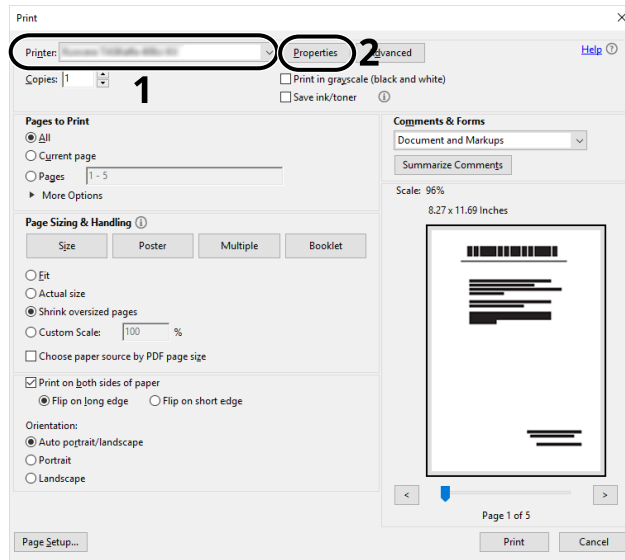 Print
Printer:
Properties
2
Advanced
Help
Copies: 1
1
Print in grayscale (black and white)
Save ink/toner
Pages to Print
All
Current page
Pages 1 - 5
More Options
Page Sizing & Handling
Size Poster Multiple Booklet
Fit
Actual size
Shrink oversized pages
Custom Scale: 100 %
Choose paper source by PDF page size
Print on both sides of paper
Flip on long edge Flip on short edge
Orientation:
Auto portrait/landscape
Portrait
Landscape
Comments & Forms
Document and Markups
Summarize Comments
Scale: 96%
8.27 x 11.69 Inches
< >
Page 1 of 5
Page Setup...
Print Cancel